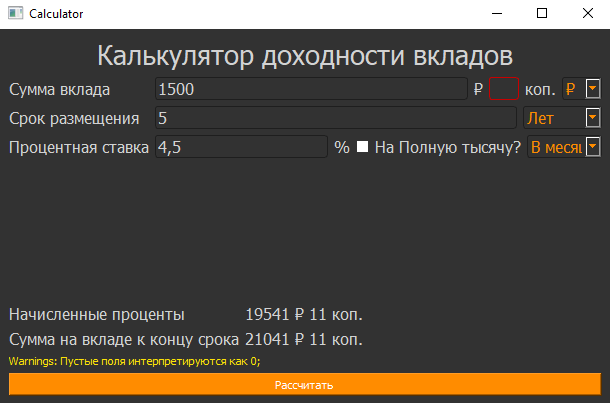 Calculator
Калькулятор доходности вкладов
Сумма вклада 1500 ₽ коп. ₽
Срок размещения 5 Лет
Процентная ставка 4,5 % На Полную тысячу? В месяц
Начисленные проценты 19541 ₽ 11 коп.
Сумма на вкладе к концу срока 21041 ₽ 11 коп.
Warnings: Пустые поля интерпретируются как 0;
Рассчитать